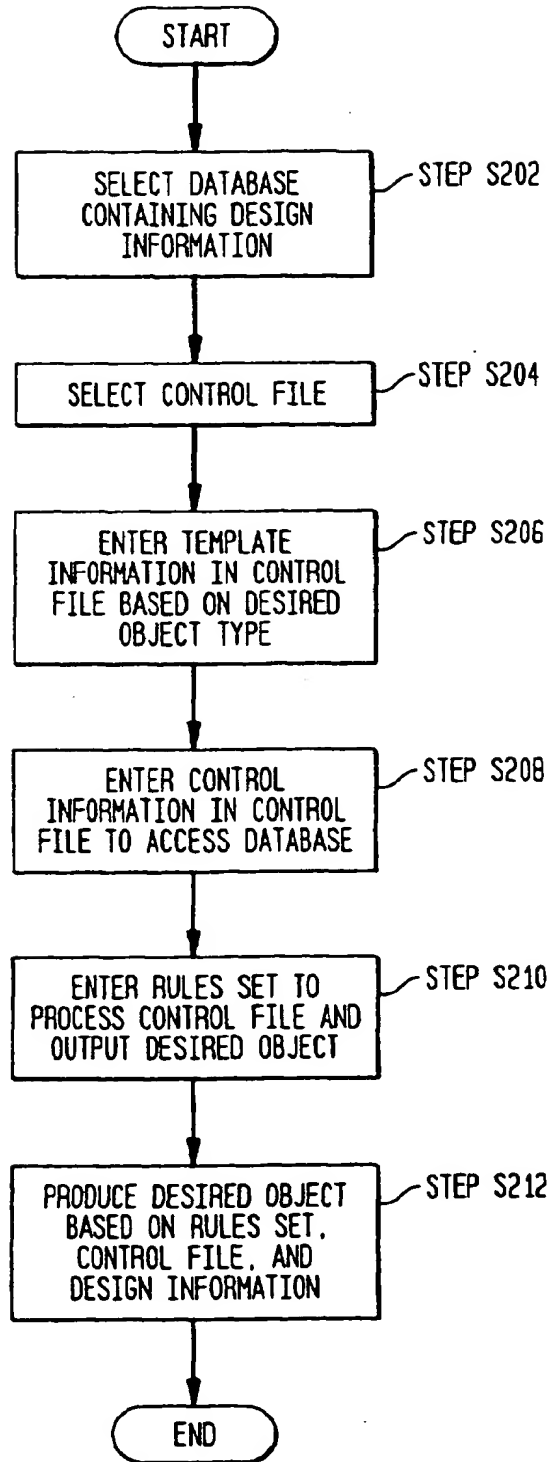 START
SELECT DATABASE
CONTAINING DESIGN
INFORMATION
STEP S202
SELECT CONTROL FILE
STEP S204
ENTER TEMPLATE
INFORMATION IN CONTROL
FILE BASED ON DESIRED
OBJECT TYPE
STEP S206
ENTER CONTROL
INFORMATION IN CONTROL
FILE TO ACCESS DATABASE
STEP S208
ENTER RULES SET TO
PROCESS CONTROL FILE AND
OUTPUT DESIRED OBJECT
STEP S210
PRODUCE DESIRED OBJECT
BASED ON RULES SET,
CONTROL FILE, AND
DESIGN INFORMATION
STEP S212
END